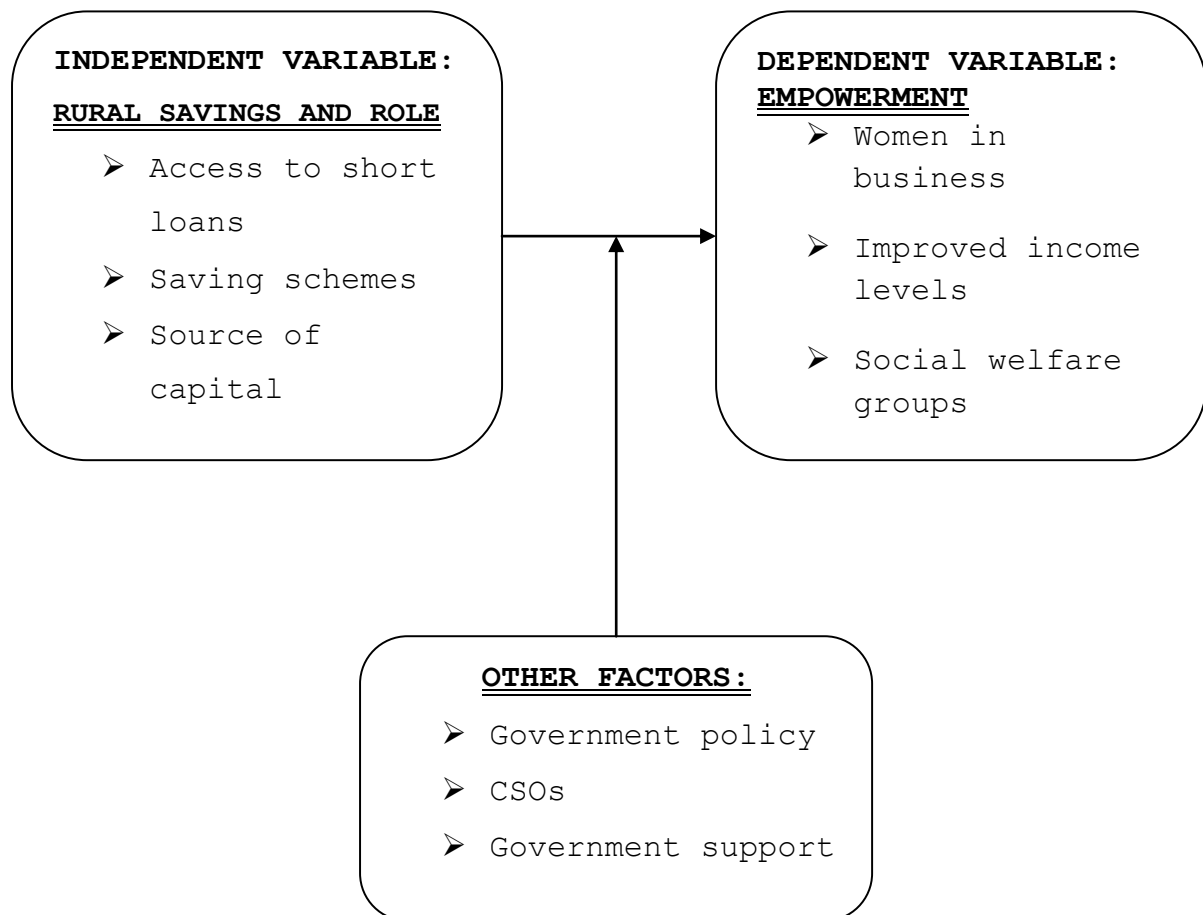 INDEPENDENT VARIABLE:
RURAL SAVINGS AND ROLE
➢ Access to short
loans
➢ Saving schemes
➢ Source of
capital
DEPENDENT VARIABLE:
EMPOWERMENT
➢ Women in
business
➢ Improved income
levels
➢ Social welfare
groups
OTHER FACTORS:
➢ Government policy
➢ CSOs
➢ Government support